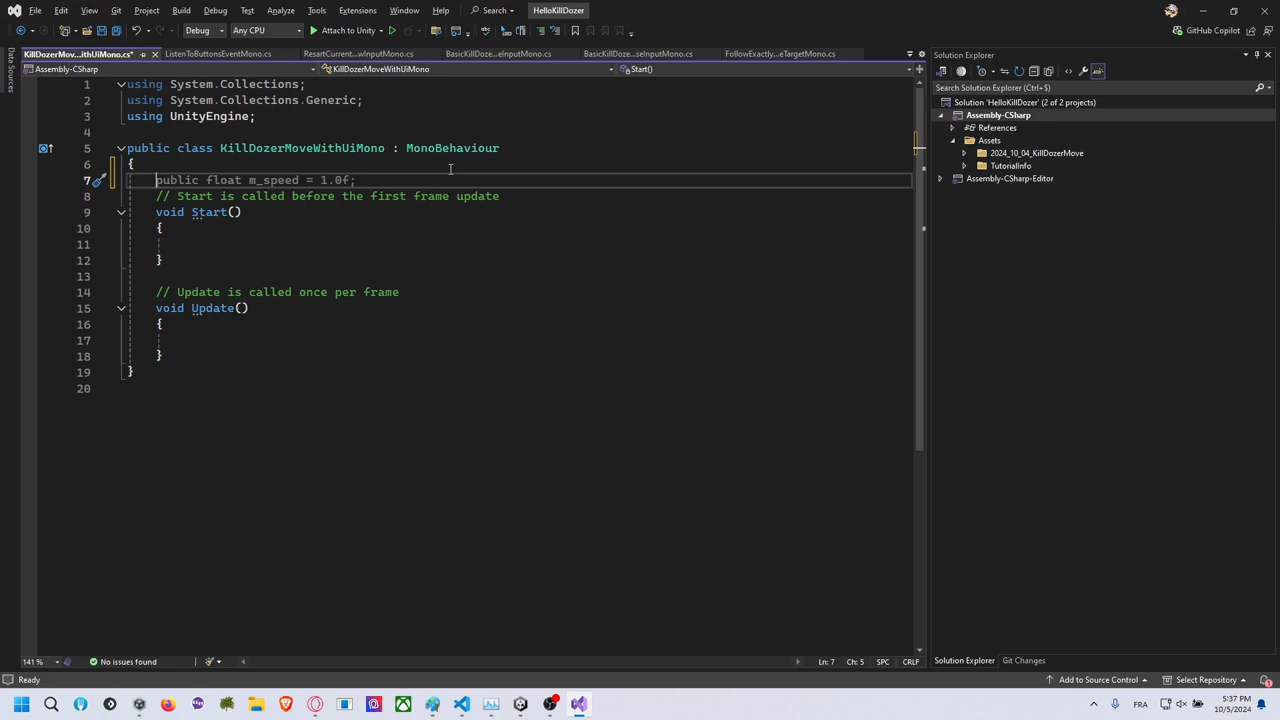 File Edit View Git Project Build Debug Test Analyze Tools Extensions Window Help Search HelloKillDozer
Any CPU Attach to Unity GitHub Copilot
Data Sources
KillDozerMov...ithUiMono.cs* ListenToButtonsEventMono.cs ResartCurrent...wInputMono.cs BasicKillDoze...eInputMono.cs BasicKillDoze...seInputMono.cs FollowExactly...eTargetMono.cs
Assembly-CSharp KillDozerMoveWithUiMono Start()
1 using System.Collections;
2 using System.Collections.Generic;
3 using UnityEngine;
4
5 public class KillDozerMoveWithUiMono : MonoBehaviour
6 {
7 public float m_speed = 1.0f;
8 // Start is called before the first frame update
9 void Start()
10 {
11
12 }
13
14 // Update is called once per frame
15 void Update()
16 {
17
18 }
19 }
20
141 % No issues found Ln: 7 Ch: 5 SPC CRLF
Solution Explorer
Search Solution Explorer (Ctrl+$)
Solution 'HelloKillDozer' (2 of 2 projects)
Assembly-CSharp
References
Assets
2024_10_04_KillDozerMove
TutorialInfo
Assembly-CSharp-Editor
Solution Explorer Git Changes
Ready Add to Source Control Select Repository
FRA 5:37 PM
10/5/2024